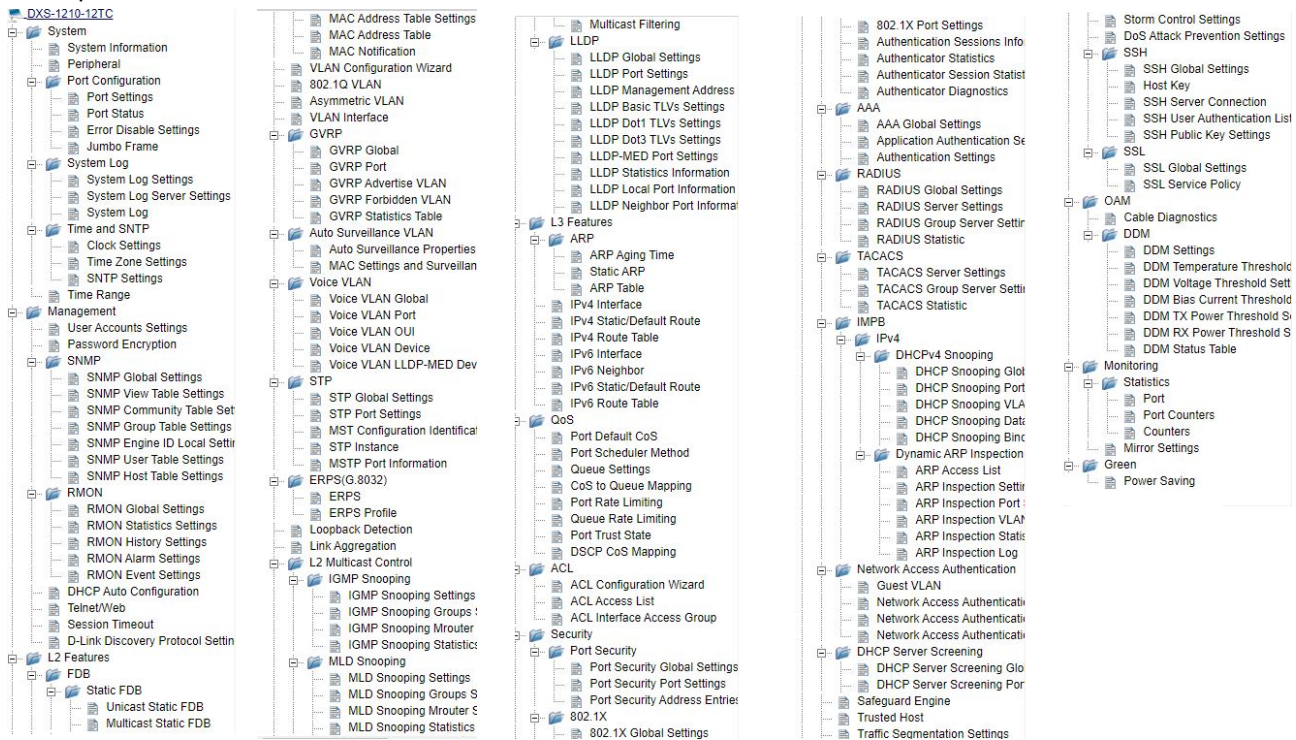 DXS-1210-12TC
System
System Information
Peripheral
Port Configuration
Port Settings
Port Status
Error Disable Settings
Jumbo Frame
System Log
System Log Settings
System Log Server Settings
System Log
Time and SNTP
Clock Settings
Time Zone Settings
SNTP Settings
Time Range
Management
User Accounts Settings
Password Encryption
SNMP
SNMP Global Settings
SNMP View Table Settings
SNMP Community Table Set
SNMP Group Table Settings
SNMP Engine ID Local Settin
SNMP User Table Settings
SNMP Host Table Settings
RMON
RMON Global Settings
RMON Statistics Settings
RMON History Settings
RMON Alarm Settings
RMON Event Settings
DHCP Auto Configuration
Telnet/Web
Session Timeout
D-Link Discovery Protocol Settin
L2 Features
FDB
Static FDB
Unicast Static FDB
Multicast Static FDB
MAC Address Table Settings
MAC Address Table
MAC Notification
VLAN Configuration Wizard
802.1Q VLAN
Asymmetric VLAN
VLAN Interface
GVRP
GVRP Global
GVRP Port
GVRP Advertise VLAN
GVRP Forbidden VLAN
GVRP Statistics Table
Auto Surveillance VLAN
Auto Surveillance Properties
MAC Settings and Surveillan
Voice VLAN
Voice VLAN Global
Voice VLAN Port
Voice VLAN OUI
Voice VLAN Device
Voice VLAN LLDP-MED Dev
STP
STP Global Settings
STP Port Settings
MST Configuration Identificat
STP Instance
MSTP Port Information
ERPS(G.8032)
ERPS
ERPS Profile
Loopback Detection
Link Aggregation
L2 Multicast Control
IGMP Snooping
IGMP Snooping Settings
IGMP Snooping Groups S
IGMP Snooping Mrouter
IGMP Snooping Statistics
MLD Snooping
MLD Snooping Settings
MLD Snooping Groups S
MLD Snooping Mrouter S
MLD Snooping Statistics
Multicast Filtering
LLDP
LLDP Global Settings
LLDP Port Settings
LLDP Management Address
LLDP Basic TLVs Settings
LLDP Dot1 TLVs Settings
LLDP Dot3 TLVs Settings
LLDP-MED Port Settings
LLDP Statistics Information
LLDP Local Port Information
LLDP Neighbor Port Informat
L3 Features
ARP
ARP Aging Time
Static ARP
ARP Table
IPv4 Interface
IPv4 Static/Default Route
IPv4 Route Table
IPv6 Interface
IPv6 Neighbor
IPv6 Static/Default Route
IPv6 Route Table
QoS
Port Default CoS
Port Scheduler Method
Queue Settings
CoS to Queue Mapping
Port Rate Limiting
Queue Rate Limiting
Port Trust State
DSCP CoS Mapping
ACL
ACL Configuration Wizard
ACL Access List
ACL Interface Access Group
Security
Port Security
Port Security Global Settings
Port Security Port Settings
Port Security Address Entries
802.1X
802.1X Global Settings
802.1X Port Settings
Authentication Sessions Info
Authenticator Statistics
Authenticator Session Statist
Authenticator Diagnostics
AAA
AAA Global Settings
Application Authentication Se
Authentication Settings
RADIUS
RADIUS Global Settings
RADIUS Server Settings
RADIUS Group Server Settin
RADIUS Statistic
TACACS
TACACS Server Settings
TACACS Group Server Settin
TACACS Statistic
IMPB
IPv4
DHCPv4 Snooping
DHCP Snooping Glob
DHCP Snooping Port
DHCP Snooping VLA
DHCP Snooping Data
DHCP Snooping Bind
Dynamic ARP Inspection
ARP Access List
ARP Inspection Settin
ARP Inspection Port
ARP Inspection VLAN
ARP Inspection Statis
ARP Inspection Log
Network Access Authentication
Guest VLAN
Network Access Authenticati
Network Access Authenticati
Network Access Authenticati
DHCP Server Screening
DHCP Server Screening Glo
DHCP Server Screening Por
Safeguard Engine
Trusted Host
Traffic Segmentation Settings
Storm Control Settings
DoS Attack Prevention Settings
SSH
SSH Global Settings
Host Key
SSH Server Connection
SSH User Authentication List
SSH Public Key Settings
SSL
SSL Global Settings
SSL Service Policy
OAM
Cable Diagnostics
DDM
DDM Settings
DDM Temperature Threshold
DDM Voltage Threshold Sett
DDM Bias Current Threshold
DDM TX Power Threshold Se
DDM RX Power Threshold S
DDM Status Table
Monitoring
Statistics
Port
Port Counters
Counters
Mirror Settings
Green
Power Saving